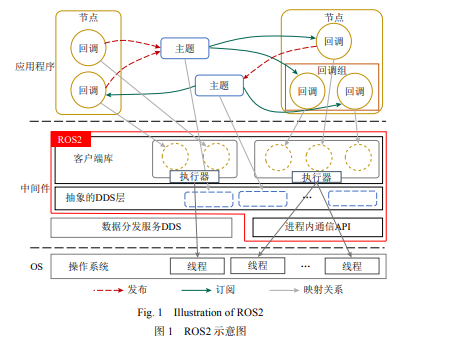 节点
节点
回调
主题
回调
应用程序
回调组
回调
主题
回调
回调
ROS2
客户端库
执行器
执行器
中间件
抽象的DDS层
...
数据分发服务DDS
进程内通信API
OS
操作系统
线程
线程
...
线程
发布
订阅
映射关系
Fig. 1 Illustration of ROS2
图 1 ROS2 示意图